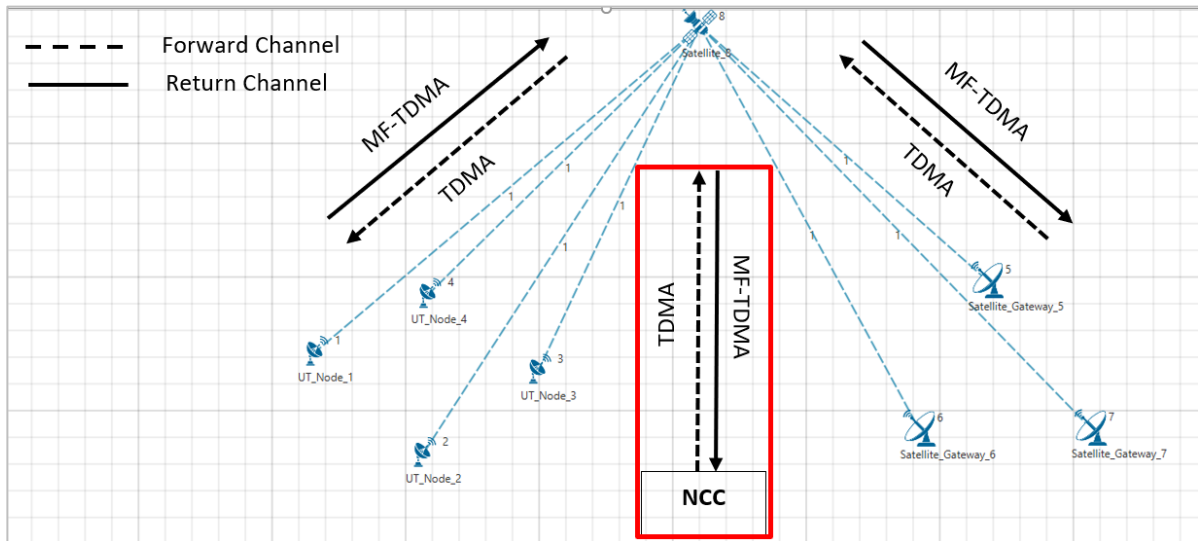 8
Satellite_8
Forward Channel
Return Channel
MF-TDMA
TDMA
MF-TDMA
TDMA
1
1
1
1
1
1
1
TDMA
MF-TDMA
4
UT_Node_4
5
Satellite_Gateway_5
1
UT_Node_1
3
UT_Node_3
2
UT_Node_2
6
Satellite_Gateway_6
7
Satellite_Gateway_7
NCC